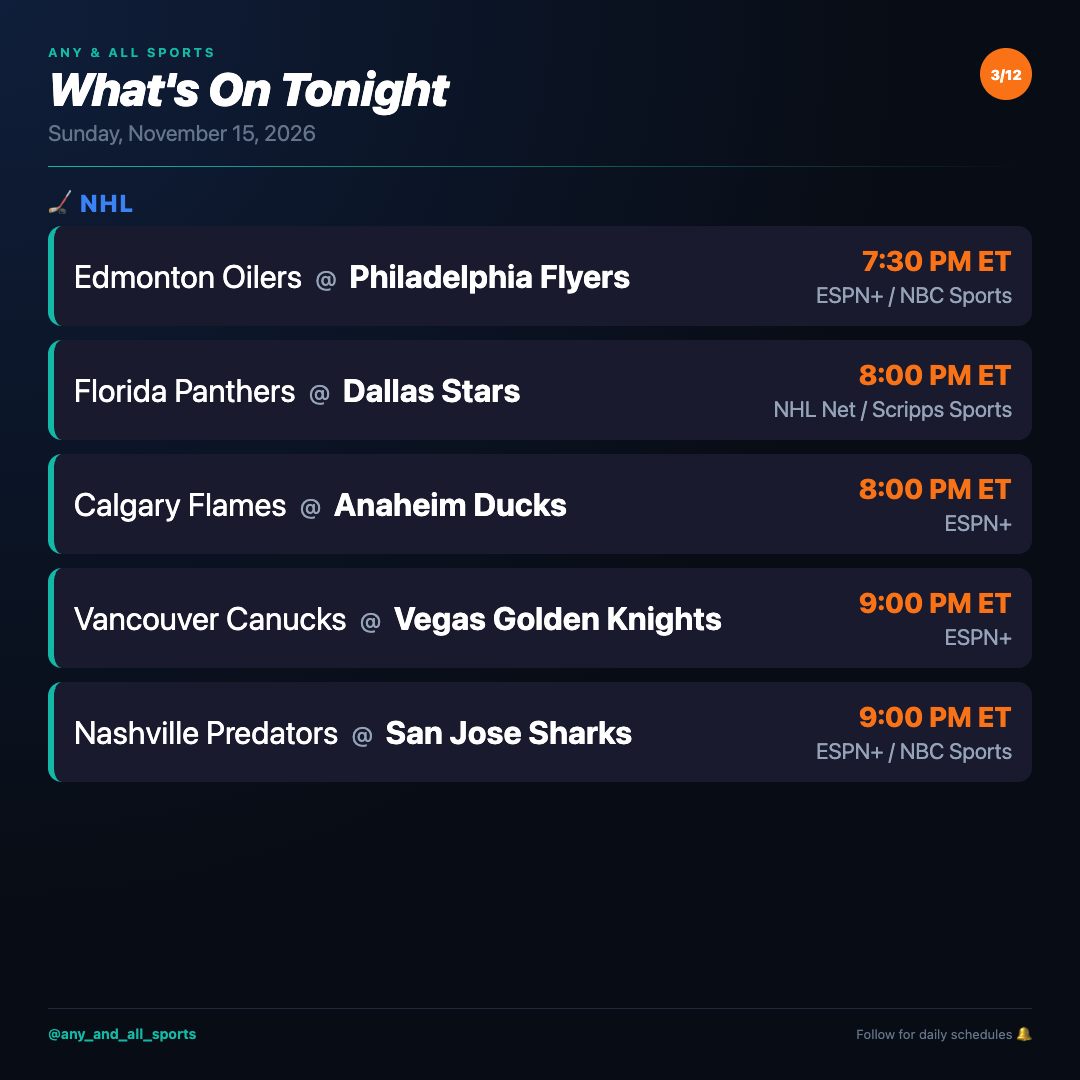 ANY & ALL SPORTS
What's On Tonight
Sunday, November 15, 2026
3/12
NHL
Edmonton Oilers @ Philadelphia Flyers
7:30 PM ET
ESPN+ / NBC Sports
Florida Panthers @ Dallas Stars
8:00 PM ET
NHL Net / Scripps Sports
Calgary Flames @ Anaheim Ducks
8:00 PM ET
ESPN+
Vancouver Canucks @ Vegas Golden Knights
9:00 PM ET
ESPN+
Nashville Predators @ San Jose Sharks
9:00 PM ET
ESPN+ / NBC Sports
@any_and_all_sports
Follow for daily schedules 🔔